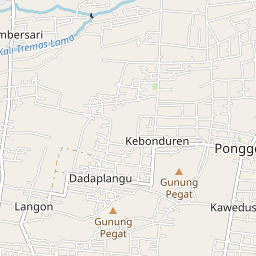 mbersari
Kali Tremas Lama
Kebonduren
Pongg
Dadaplangu
Gunung
Pegat
Langon
Kawedus
Gunung
Pegat